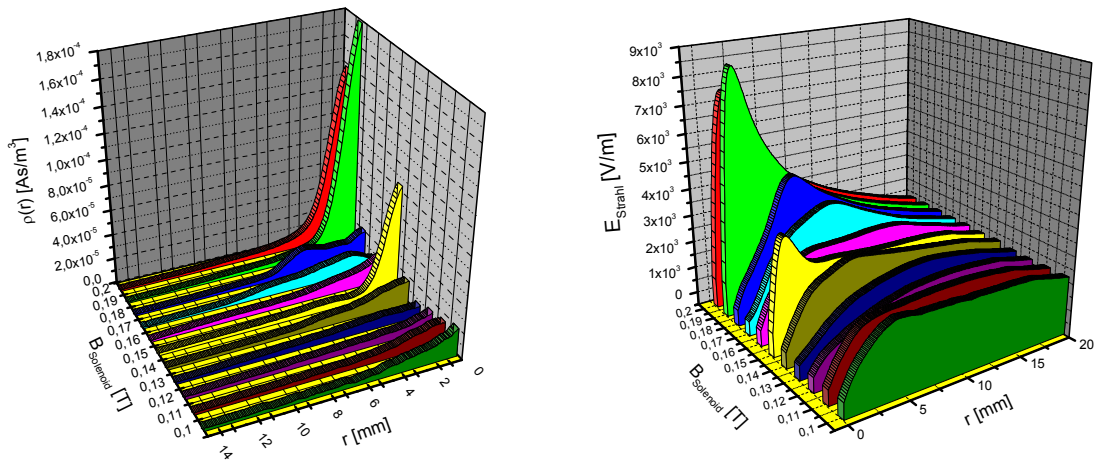 1,8x10⁻⁴
1,6x10⁻⁴
1,4x10⁻⁴
1,2x10⁻⁴
1,0x10⁻⁴
8,0x10⁻⁵
6,0x10⁻⁵
4,0x10⁻⁵
2,0x10⁻⁵
0,0
ρ(r) [As/m³]
0,2
0,19
0,18
0,17
0,16
0,15
0,14
0,13
0,12
0,11
0,1
B Solenoid [T]
14
12
10
8
6
4
2
0
r [mm]
9x10³
8x10³
7x10³
6x10³
5x10³
4x10³
3x10³
2x10³
1x10³
0
E Strahl [V/m]
0,2
0,19
0,18
0,17
0,16
0,15
0,14
0,13
0,12
0,11
0,1
B Solenoid [T]
0
5
10
15
20
r [mm]